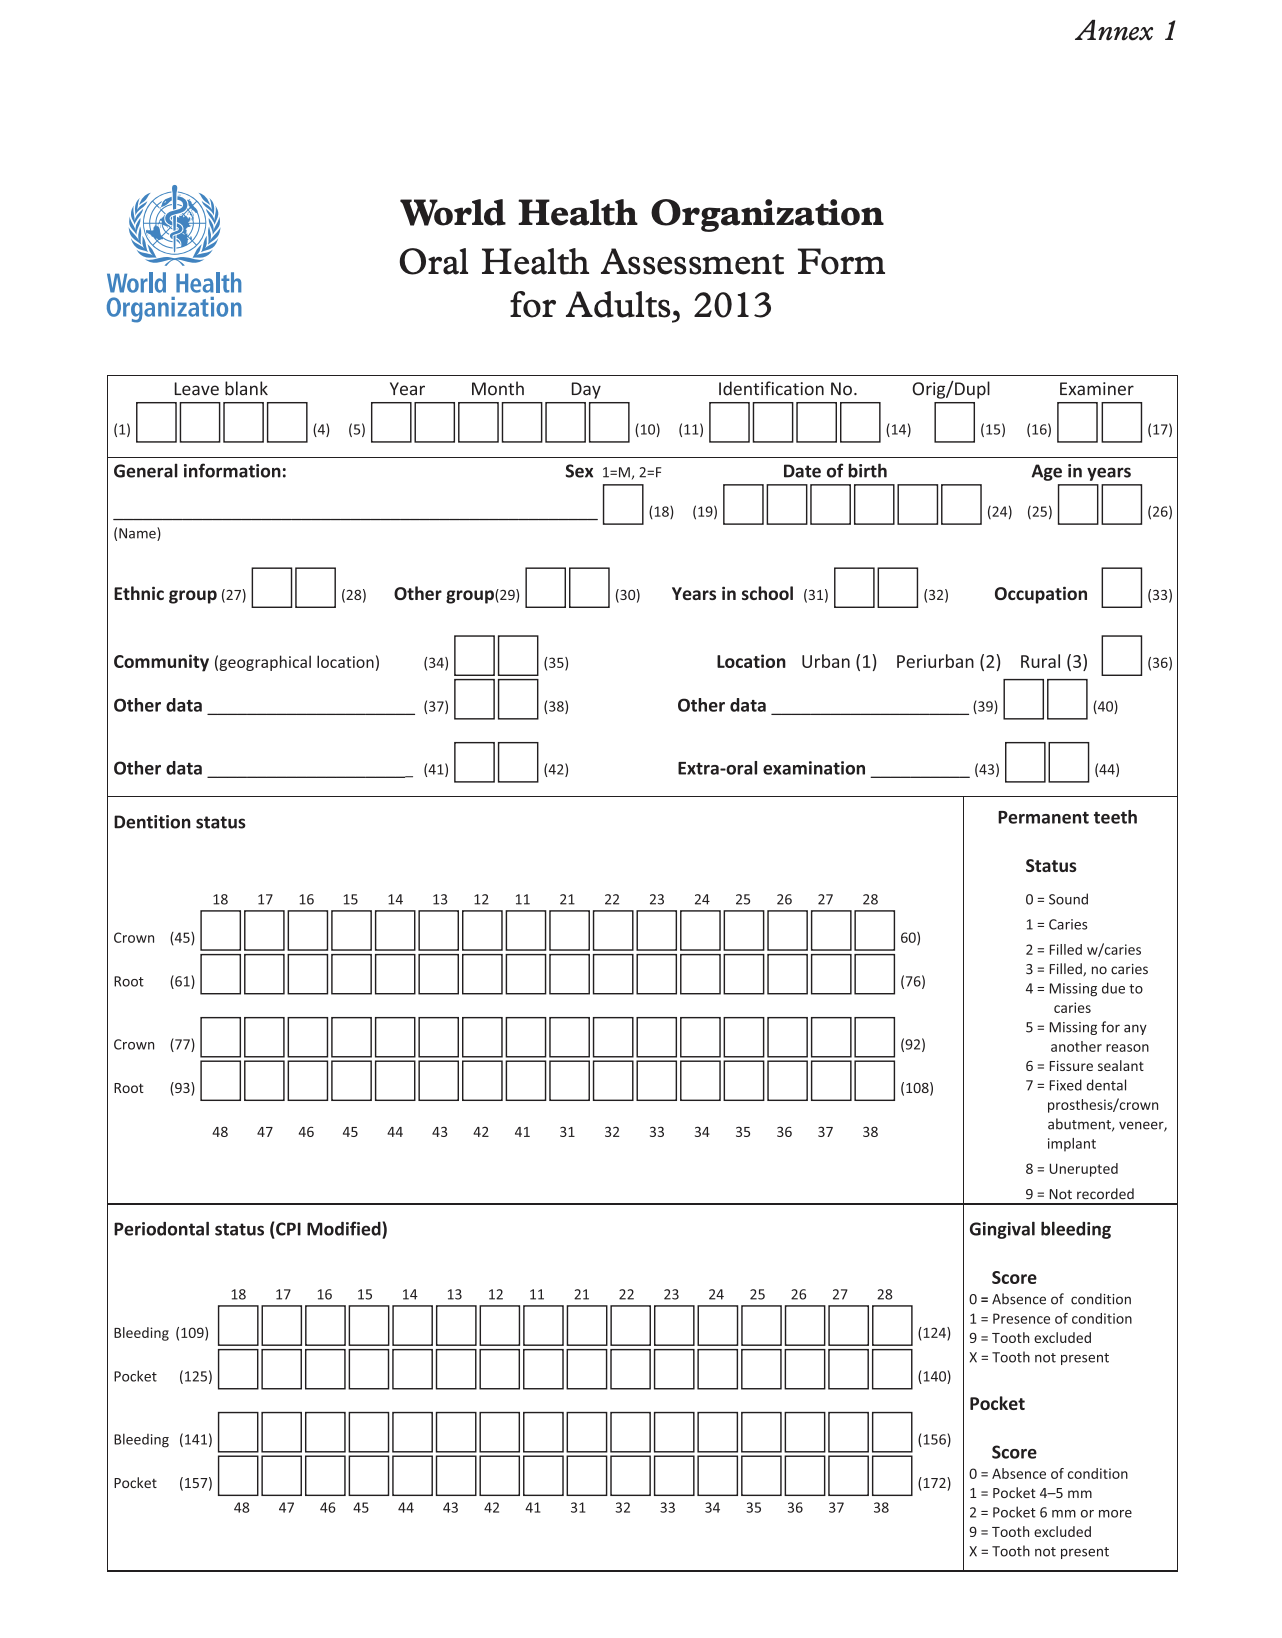 Annex 1
World Health
Organization
World Health Organization
Oral Health Assessment Form
for Adults, 2013
Leave blank Year Month Day Identification No. Orig/Dupl Examiner
(1) (4) (5) (10) (11) (14) (15) (16) (17)
General information: Sex 1=M, 2=F Date of birth Age in years
(18) (19) (24) (25) (26)
(Name)
Ethnic group (27) (28) Other group(29) (30) Years in school (31) (32) Occupation (33)
Community (geographical location) (34) (35) Location Urban (1) Periurban (2) Rural (3) (36)
Other data (37) (38) Other data (39) (40)
Other data (41) (42) Extra-oral examination (43) (44)
Dentition status
18 17 16 15 14 13 12 11 21 22 23 24 25 26 27 28
Crown (45) 60)
Root (61) (76)
Crown (77) (92)
Root (93) (108)
48 47 46 45 44 43 42 41 31 32 33 34 35 36 37 38
Permanent teeth
Status
0 = Sound
1 = Caries
2 = Filled w/caries
3 = Filled, no caries
4 = Missing due to
caries
5 = Missing for any
another reason
6 = Fissure sealant
7 = Fixed dental
prosthesis/crown
abutment, veneer,
implant
8 = Unerupted
9 = Not recorded
Periodontal status (CPI Modified)
18 17 16 15 14 13 12 11 21 22 23 24 25 26 27 28
Bleeding (109) (124)
Pocket (125) (140)
Bleeding (141) (156)
Pocket (157) (172)
48 47 46 45 44 43 42 41 31 32 33 34 35 36 37 38
Gingival bleeding
Score
0 = Absence of condition
1 = Presence of condition
9 = Tooth excluded
X = Tooth not present
Pocket
Score
0 = Absence of condition
1 = Pocket 4–5 mm
2 = Pocket 6 mm or more
9 = Tooth excluded
X = Tooth not present